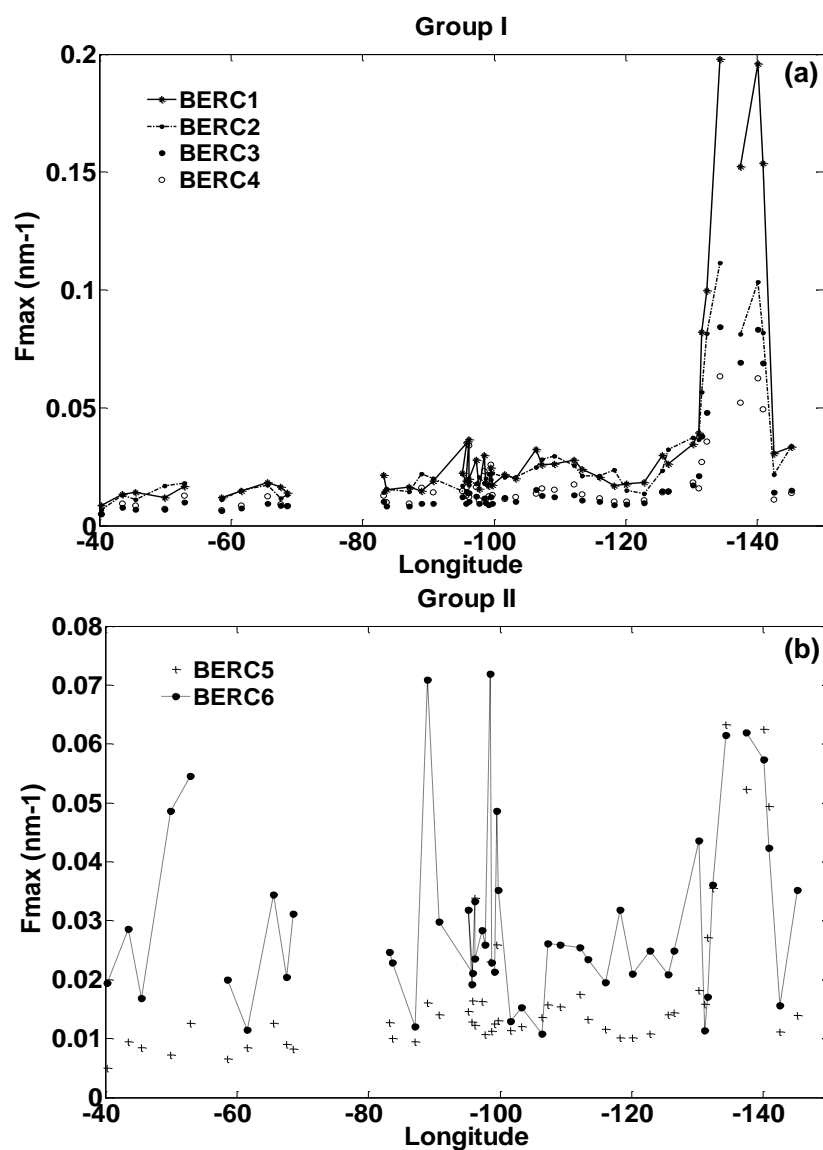 Group I
(a)
0.2
0.15
0.1
0.05
0
Fmax (nm-1)
BERC1
BERC2
BERC3
BERC4
-40 -60 -80 -100 -120 -140
Longitude
Group II
(b)
0.08
0.07
0.06
0.05
0.04
0.03
0.02
0.01
0
Fmax (nm-1)
BERC5
BERC6
-40 -60 -80 -100 -120 -140
Longitude